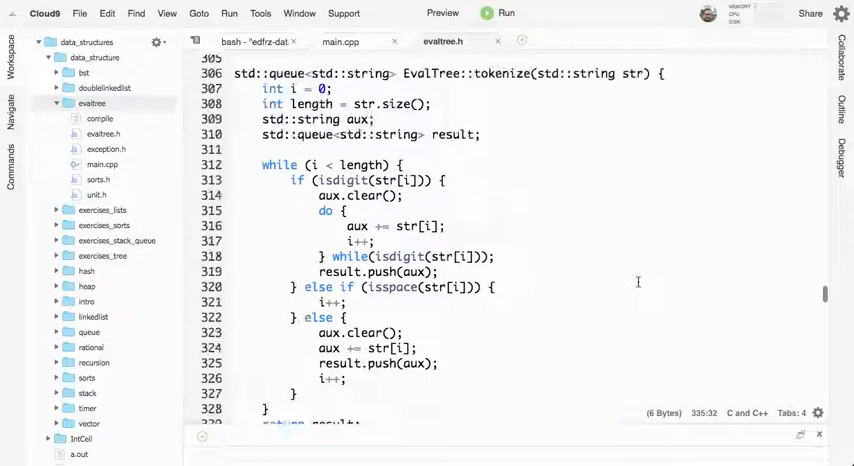 Cloud9 File Edit Find View Goto Run Tools Window Support Preview Run MEMORY CPU DISK Share
Workspace
Navigate
Commands
data_structures
data_structure
bst
doublelinkedlist
evaltree
compile
evaltree.h
exception.h
main.cpp
sorts.h
unit.h
exercises_lists
exercises_sorts
exercises_stack_queue
exercises_tree
hash
heap
intro
linkedlist
queue
rational
recursion
sorts
stack
timer
vector
IntCell
a.out
bash - "edfrz-dat × main.cpp × evaltree.h ×
305
306 std::queue<std::string> EvalTree::tokenize(std::string str) {
307 int i = 0;
308 int length = str.size();
309 std::string aux;
310 std::queue<std::string> result;
311
312 while (i < length) {
313 if (isdigit(str[i])) {
314 aux.clear();
315 do {
316 aux += str[i];
317 i++;
318 } while(isdigit(str[i]));
319 result.push(aux);
320 } else if (isspace(str[i])) {
321 i++;
322 } else {
323 aux.clear();
324 aux += str[i];
325 result.push(aux);
326 i++;
327 }
328 }
329 return result;
(6 Bytes) 335:32 C and C++ Tabs: 4
Collaborate
Outline
Debugger